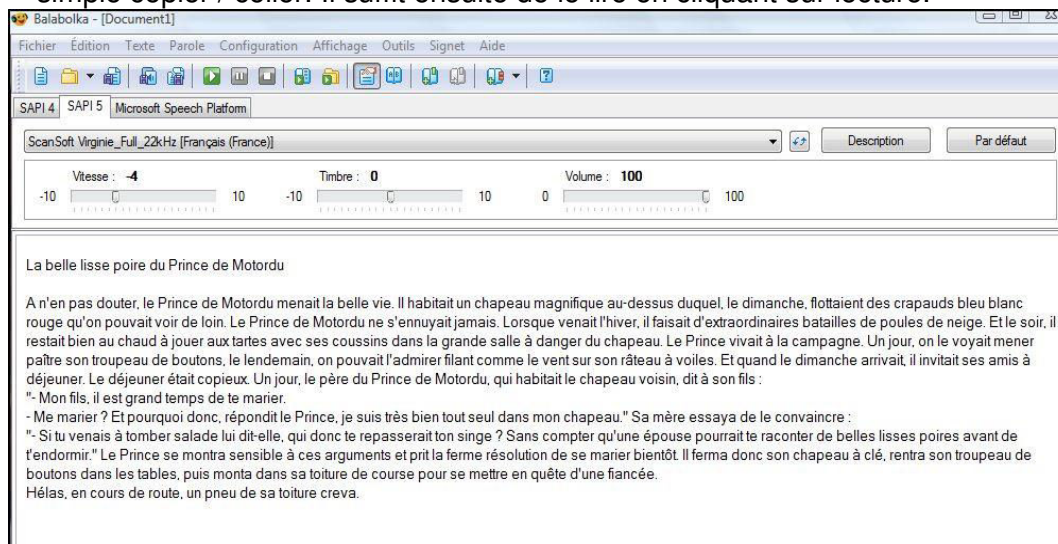 simple copier / coller. Il suffit ensuite de le lire en cliquant sur lecture.
Balabolka - [Document1]
Fichier Édition Texte Parole Configuration Affichage Outils Signet Aide
SAPI 4 SAPI 5 Microsoft Speech Platform
ScanSoft Virginie_Full_22kHz [Français (France)] Description Par défaut
Vitesse : -4 Timbre : 0 Volume : 100
-10 10 -10 10 0 100
La belle lisse poire du Prince de Motordu
A n'en pas douter, le Prince de Motordu menait la belle vie. Il habitait un chapeau magnifique au-dessus duquel, le dimanche, flottaient des crapauds bleu blanc
rouge qu'on pouvait voir de loin. Le Prince de Motordu ne s'ennuyait jamais. Lorsque venait l'hiver, il faisait d'extraordinaires batailles de poules de neige. Et le soir, il
restait bien au chaud à jouer aux tartes avec ses coussins dans la grande salle à danger du chapeau. Le Prince vivait à la campagne. Un jour, on le voyait mener
paître son troupeau de boutons, le lendemain, on pouvait l'admirer filant comme le vent sur son râteau à voiles. Et quand le dimanche arrivait, il invitait ses amis à
déjeuner. Le déjeuner était copieux. Un jour, le père du Prince de Motordu, qui habitait le chapeau voisin, dit à son fils :
"- Mon fils, il est grand temps de te marier.
- Me marier ? Et pourquoi donc, répondit le Prince, je suis très bien tout seul dans mon chapeau." Sa mère essaya de le convaincre :
"- Si tu venais à tomber salade lui dit-elle, qui donc te repasserait ton singe ? Sans compter qu'une épouse pourrait te raconter de belles lisses poires avant de
t'endormir." Le Prince se montra sensible à ces arguments et prit la ferme résolution de se marier bientôt. Il ferma donc son chapeau à clé, rentra son troupeau de
boutons dans les tables, puis monta dans sa toiture de course pour se mettre en quête d'une fiancée.
Hélas, en cours de route, un pneu de sa toiture creva.